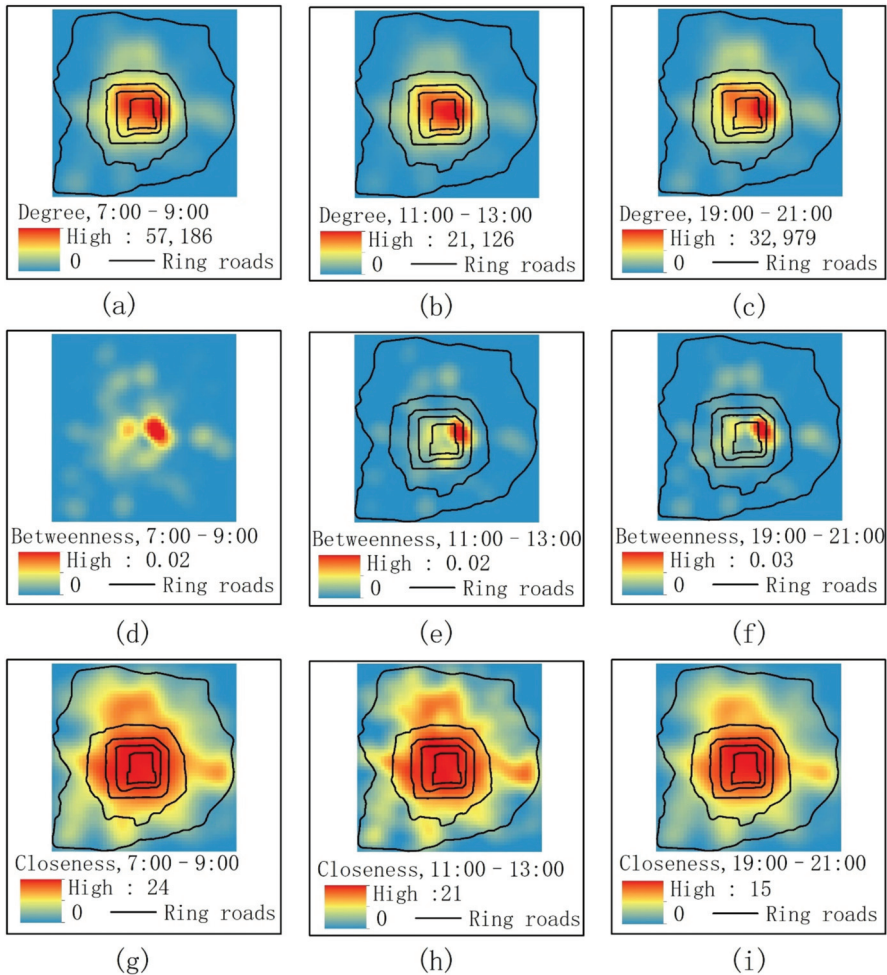 Degree, 7:00 – 9:00
High : 57,186
0 Ring roads
(a)
Degree, 11:00 – 13:00
High : 21,126
0 Ring roads
(b)
Degree, 19:00 – 21:00
High : 32,979
0 Ring roads
(c)
Betweenness, 7:00 – 9:00
High : 0.02
0 Ring roads
(d)
Betweenness, 11:00 – 13:00
High : 0.02
0 Ring roads
(e)
Betweenness, 19:00 – 21:00
High : 0.03
0 Ring roads
(f)
Closeness, 7:00 – 9:00
High : 24
0 Ring roads
(g)
Closeness, 11:00 – 13:00
High :21
0 Ring roads
(h)
Closeness, 19:00 – 21:00
High : 15
0 Ring roads
(i)